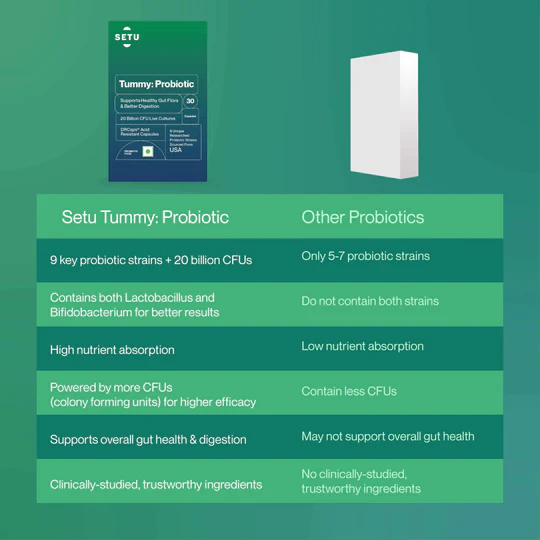 SETU
Tummy: Probiotic
Supports Healthy Gut Flora
& Better Digestion
30
Capsules
20 Billion CFU Live Cultures
DRCaps® Acid
Resistant Capsules
9 Unique
Researched
Probiotic Strains
Sourced From
USA
Setu Tummy: Probiotic
Other Probiotics
9 key probiotic strains + 20 billion CFUs
Only 5-7 probiotic strains
Contains both Lactobacillus and
Bifidobacterium for better results
Do not contain both strains
High nutrient absorption
Low nutrient absorption
Powered by more CFUs
(colony forming units) for higher efficacy
Contain less CFUs
Supports overall gut health & digestion
May not support overall gut health
Clinically-studied, trustworthy ingredients
No clinically-studied,
trustworthy ingredients